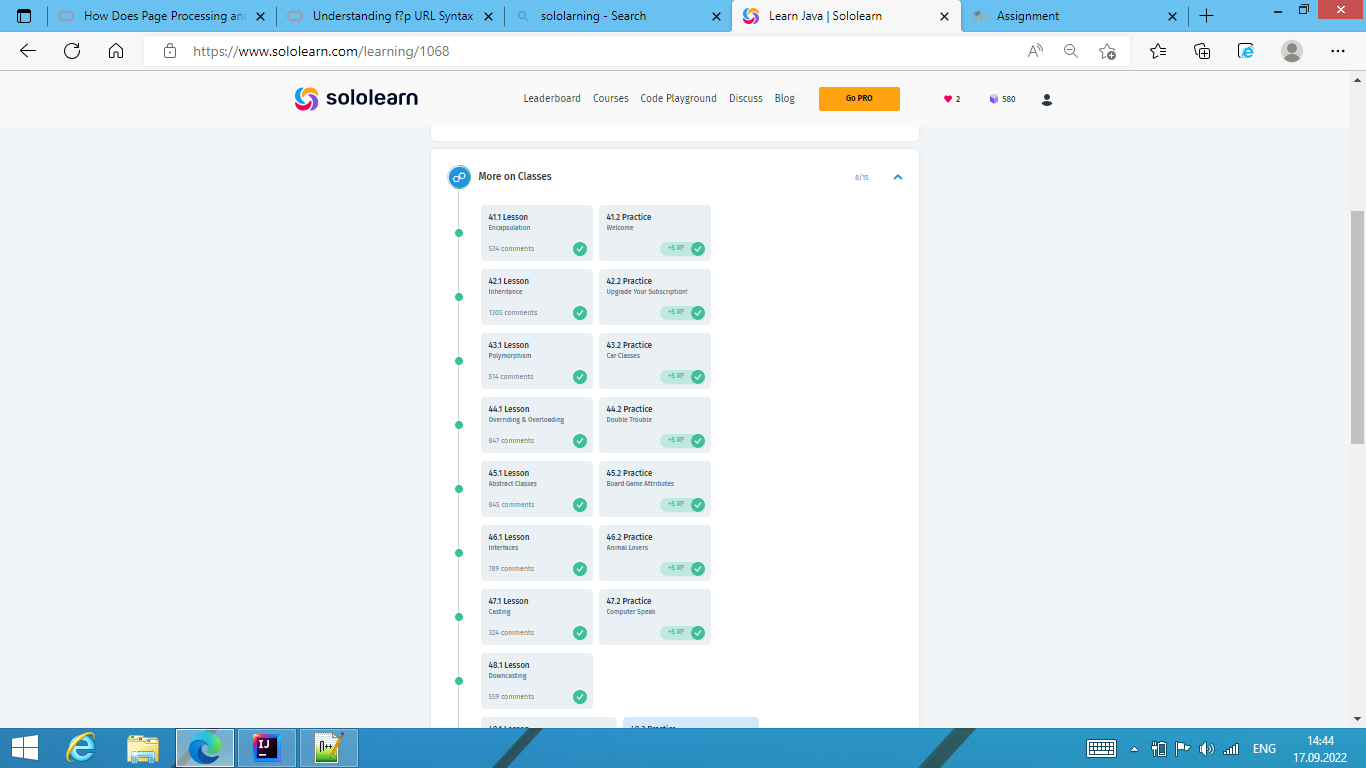 How Does Page Processing an
Understanding f?p URL Syntax
sololarning - Search
Learn Java | Sololearn
Assignment
https://www.sololearn.com/learning/1068
sololearn
Leaderboard
Courses
Code Playground
Discuss
Blog
Go PRO
2
580
More on Classes
8/15
41.1 Lesson
Encapsulation
534 comments
41.2 Practice
Welcome
+5 XP
42.1 Lesson
Inheritance
1305 comments
42.2 Practice
Upgrade Your Subscription!
+5 XP
43.1 Lesson
Polymorphism
514 comments
43.2 Practice
Car Classes
+5 XP
44.1 Lesson
Overriding & Overloading
847 comments
44.2 Practice
Double Trouble
+5 XP
45.1 Lesson
Abstract Classes
845 comments
45.2 Practice
Board Game Attributes
+5 XP
46.1 Lesson
Interfaces
789 comments
46.2 Practice
Animal Lovers
+5 XP
47.1 Lesson
Casting
324 comments
47.2 Practice
Computer Speak
+5 XP
48.1 Lesson
Downcasting
559 comments
ENG
14:44
17.09.2022